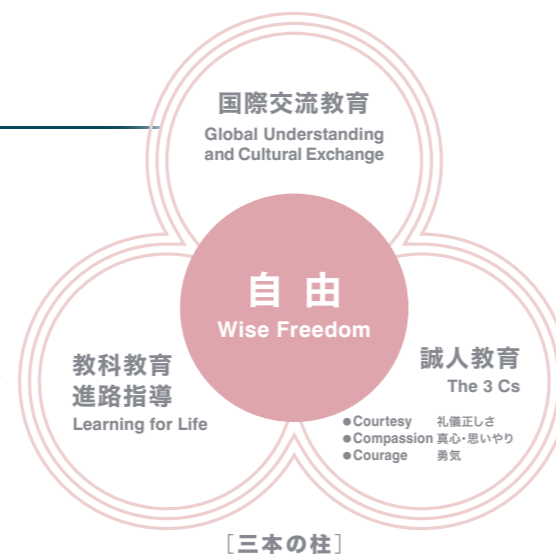 国際交流教育
Global Understanding
and Cultural Exchange
自由
Wise Freedom
教科教育
進路指導
Learning for Life
誠人教育
The 3 Cs
●Courtesy 礼儀正しさ
●Compassion 真心・思いやり
●Courage 勇気
[三本の柱]